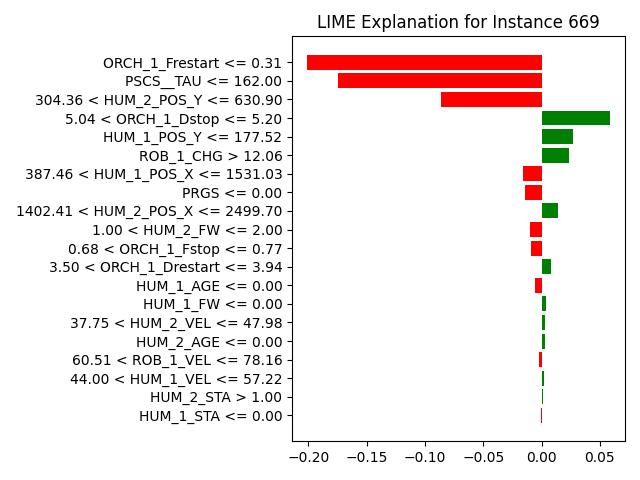 LIME Explanation for Instance 669
ORCH_1_Frestart <= 0.31
PSCS__TAU <= 162.00
304.36 < HUM_2_POS_Y <= 630.90
5.04 < ORCH_1_Dstop <= 5.20
HUM_1_POS_Y <= 177.52
ROB_1_CHG > 12.06
387.46 < HUM_1_POS_X <= 1531.03
PRGS <= 0.00
1402.41 < HUM_2_POS_X <= 2499.70
1.00 < HUM_2_FW <= 2.00
0.68 < ORCH_1_Fstop <= 0.77
3.50 < ORCH_1_Drestart <= 3.94
HUM_1_AGE <= 0.00
HUM_1_FW <= 0.00
37.75 < HUM_2_VEL <= 47.98
HUM_2_AGE <= 0.00
60.51 < ROB_1_VEL <= 78.16
44.00 < HUM_1_VEL <= 57.22
HUM_2_STA > 1.00
HUM_1_STA <= 0.00
−0.20 −0.15 −0.10 −0.05 0.00 0.05